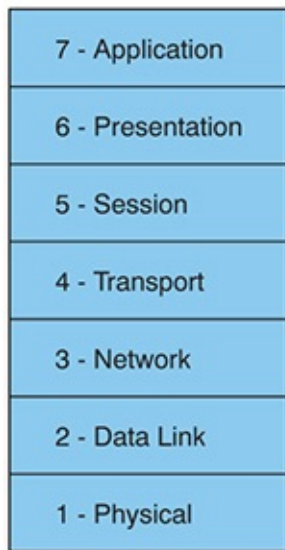 7 - Application
6 - Presentation
5 - Session
4 - Transport
3 - Network
2 - Data Link
1 - Physical